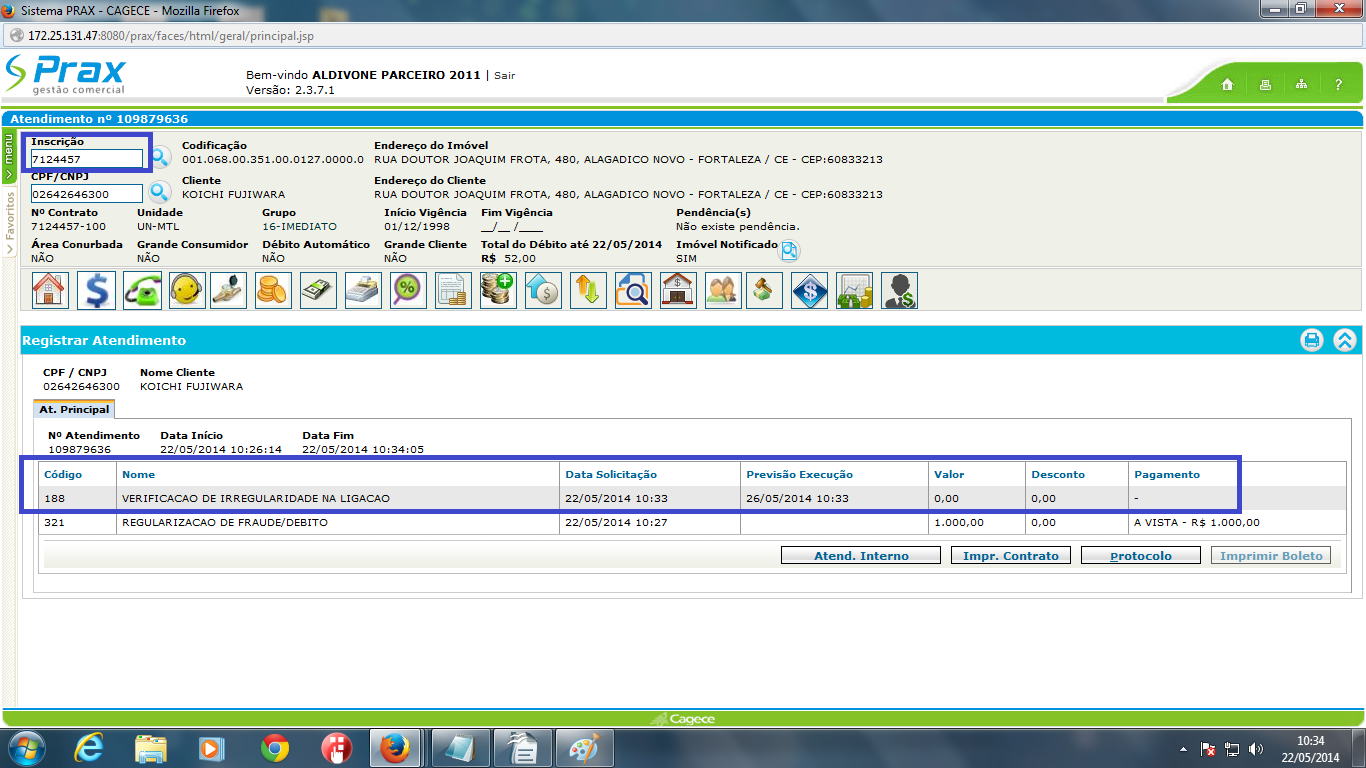 Sistema PRAX - CAGECE - Mozilla Firefox
172.25.131.47:8080/prax/faces/html/geral/principal.jsp
Prax
gestão comercial
Bem-vindo ALDIVONE PARCEIRO 2011 | Sair
Versão: 2.3.7.1
?
Atendimento nº 109879636
menu
Favoritos
Inscrição Codificação Endereço do Imóvel
7124457 001.068.00.351.00.0127.0000.0 RUA DOUTOR JOAQUIM FROTA, 480, ALAGADICO NOVO - FORTALEZA / CE - CEP:60833213
CPF/CNPJ Cliente Endereço do Cliente
02642646300 KOICHI FUJIWARA RUA DOUTOR JOAQUIM FROTA, 480, ALAGADICO NOVO - FORTALEZA / CE - CEP:60833213
Nº Contrato Unidade Grupo Início Vigência Fim Vigência Pendência(s)
7124457-100 UN-MTL 16-IMEDIATO 01/12/1998 __/__ /____ Não existe pendência.
Área Conurbada Grande Consumidor Débito Automático Grande Cliente Total do Débito até 22/05/2014 Imóvel Notificado
NÃO NÃO NÃO NÃO R$ 52,00 SIM
Registrar Atendimento
CPF / CNPJ Nome Cliente
02642646300 KOICHI FUJIWARA
At. Principal
Nº Atendimento Data Início Data Fim
109879636 22/05/2014 10:26:14 22/05/2014 10:34:05
Código Nome Data Solicitação Previsão Execução Valor Desconto Pagamento
188 VERIFICACAO DE IRREGULARIDADE NA LIGACAO 22/05/2014 10:33 26/05/2014 10:33 0,00 0,00 -
321 REGULARIZACAO DE FRAUDE/DEBITO 22/05/2014 10:27 1.000,00 0,00 A VISTA - R$ 1.000,00
Atend. Interno Impr. Contrato Protocolo Imprimir Boleto
Cagece
10:34
22/05/2014